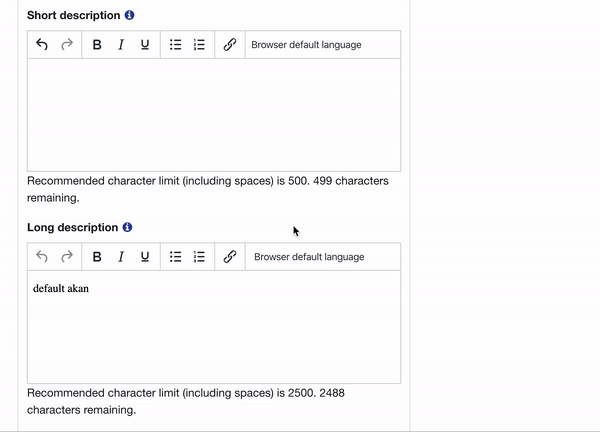 Short description
B I U Browser default language
Recommended character limit (including spaces) is 500. 499 characters
remaining.
Long description
B I U Browser default language
default akan
Recommended character limit (including spaces) is 2500. 2488
characters remaining.